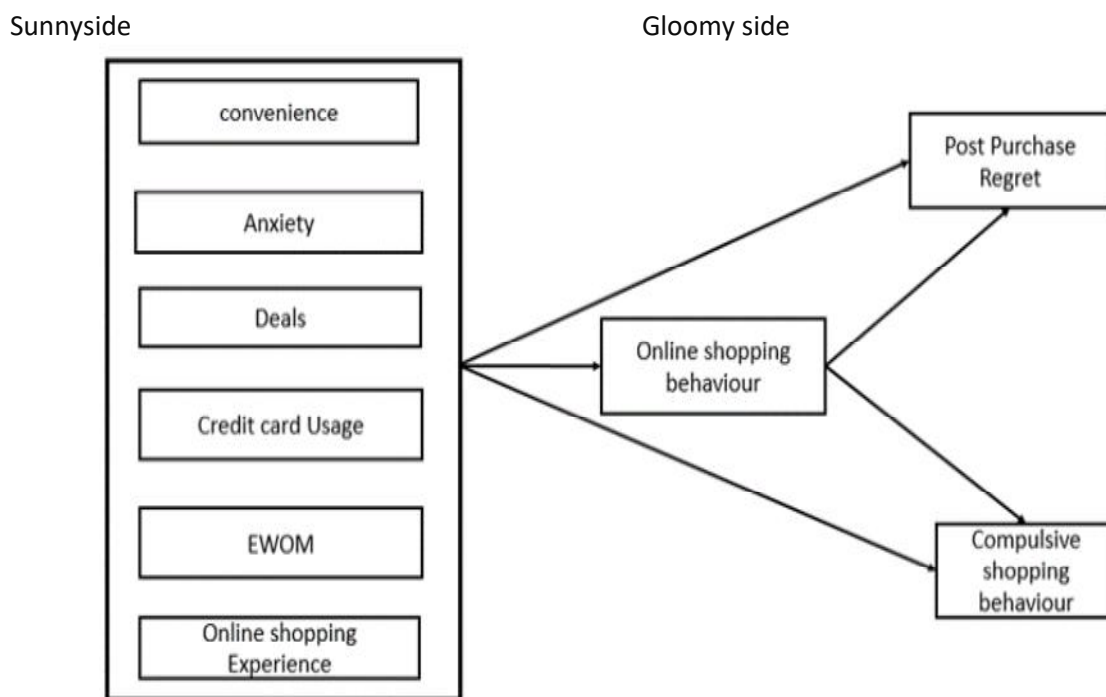 Sunnyside
Gloomy side
convenience
Anxiety
Deals
Credit card Usage
EWOM
Online shopping
Experience
Online shopping
behaviour
Post Purchase
Regret
Compulsive
shopping
behaviour